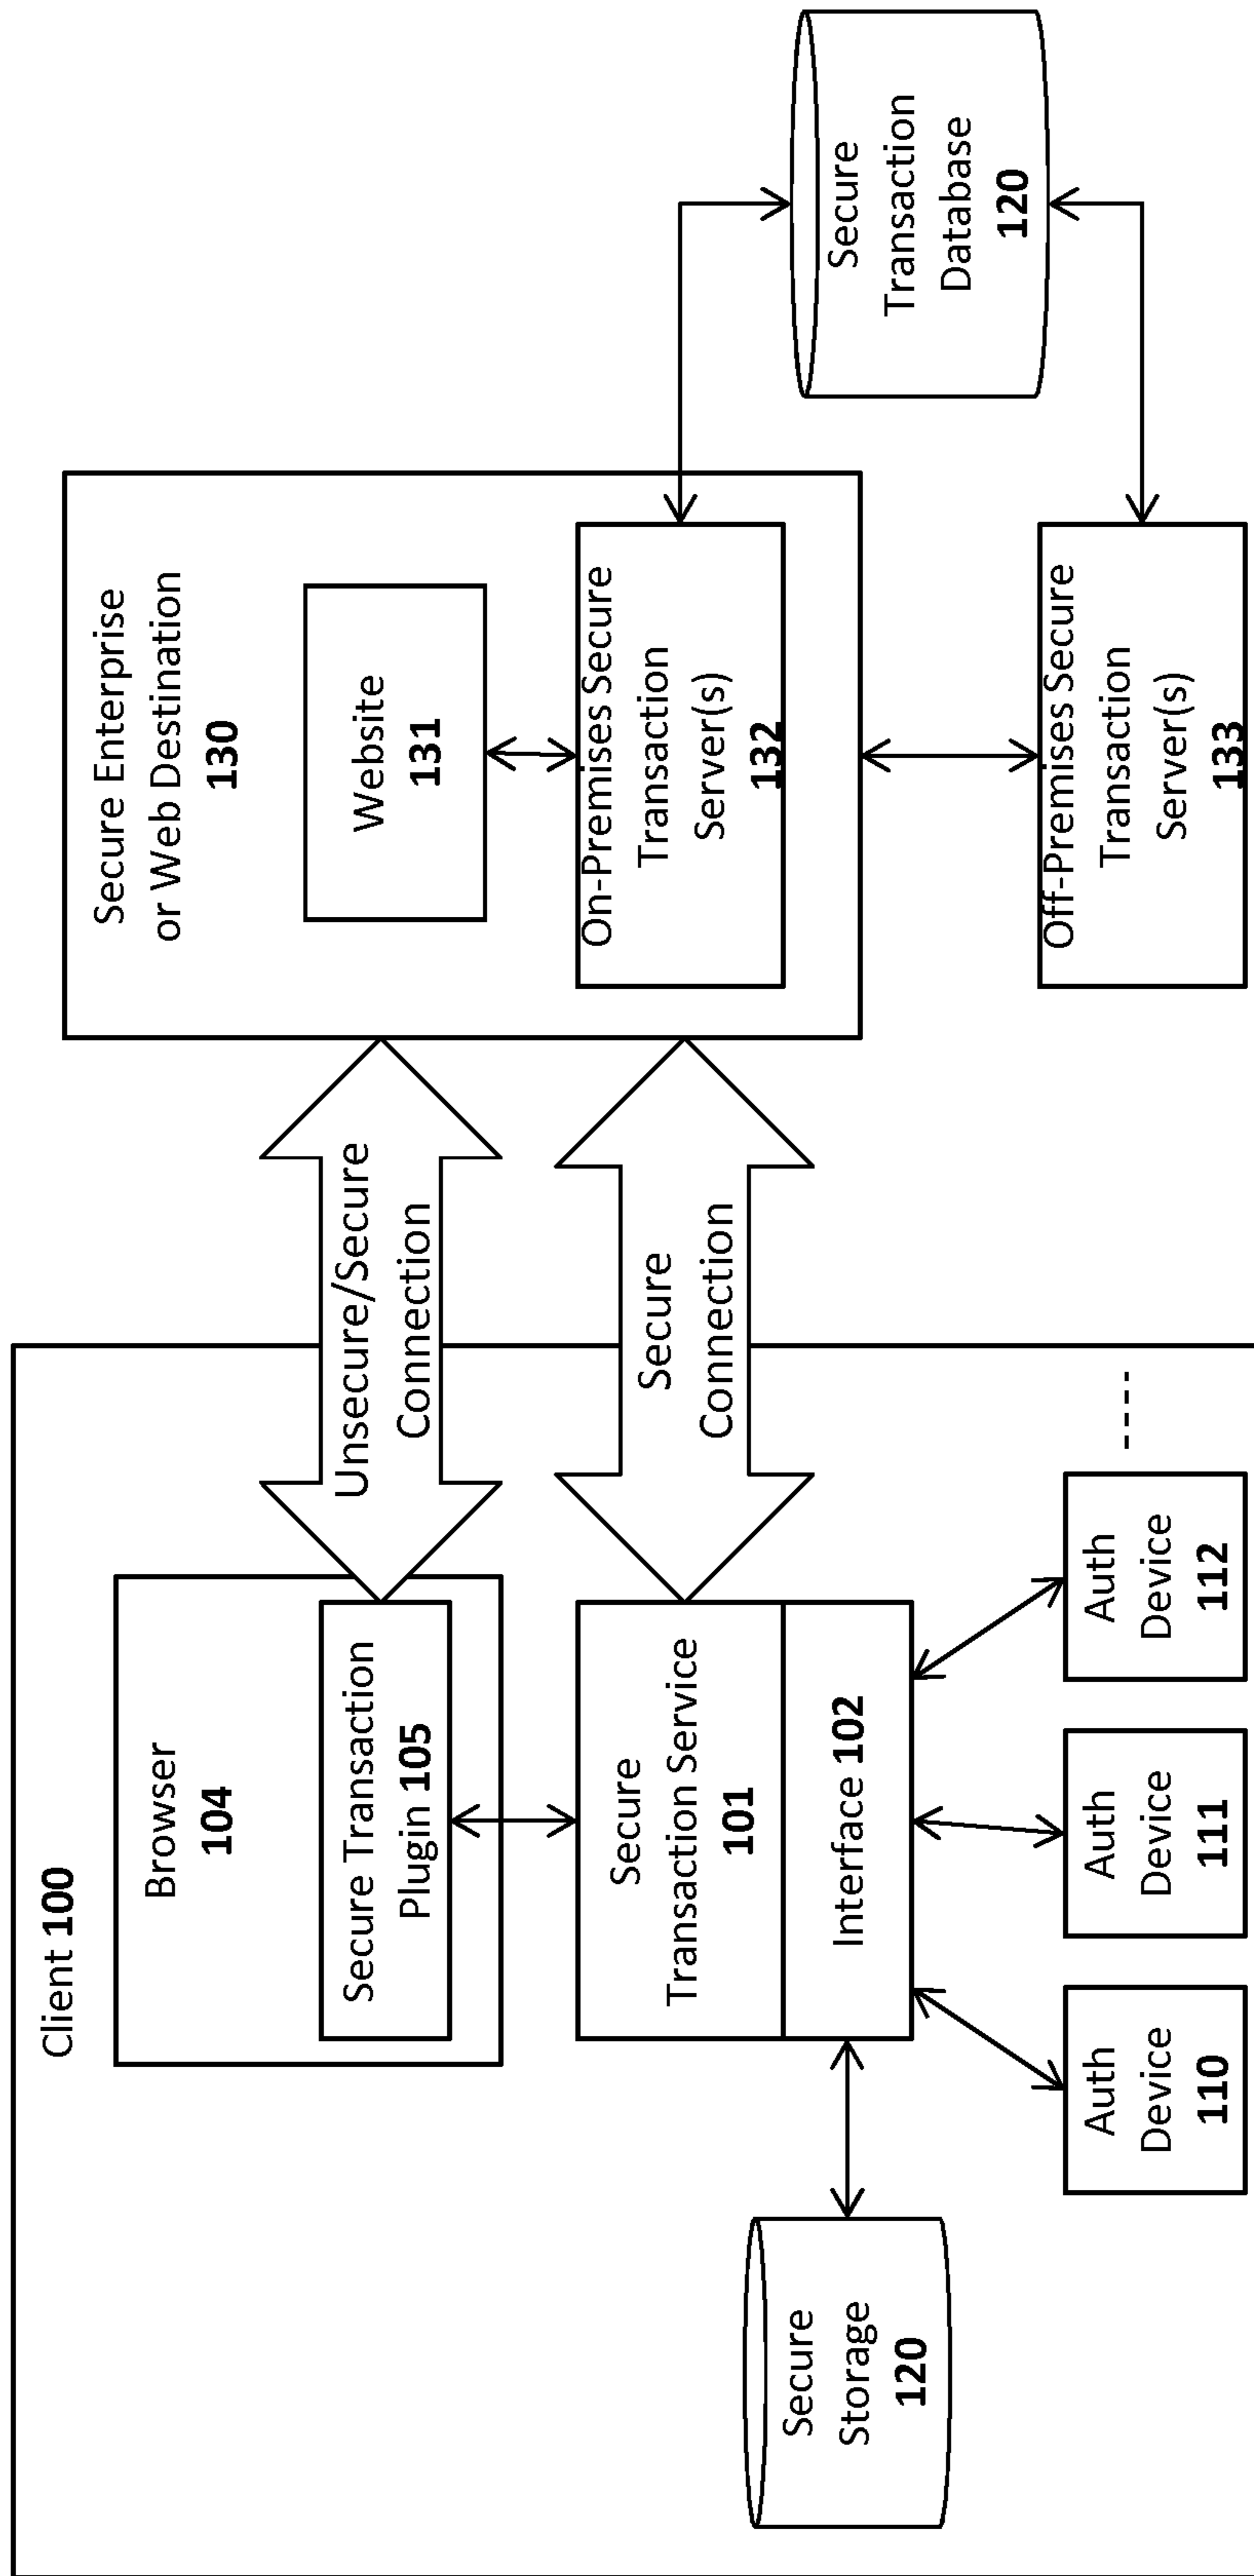 Client 100
Browser
104
Secure Transaction
Plugin 105
Secure
Transaction Service
101
Interface 102
Secure
Storage
120
Auth
Device
110
Auth
Device
111
Auth
Device
112
Unsecure/Secure
Connection
Secure
Connection
Secure Enterprise
or Web Destination
130
Website
131
On-Premises Secure
Transaction
Server(s)
132
Off-Premises Secure
Transaction
Server(s)
133
Secure
Transaction
Database
120